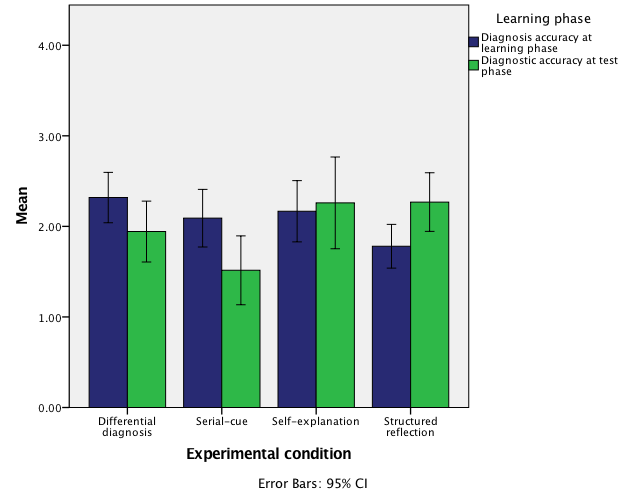 Learning phase
Diagnosis accuracy at
learning phase
Diagnostic accuracy at test
phase
Mean
4.00
3.00
2.00
1.00
0.00
Differential
diagnosis
Serial-cue
Self-explanation
Structured
reflection
Experimental condition
Error Bars: 95% CI